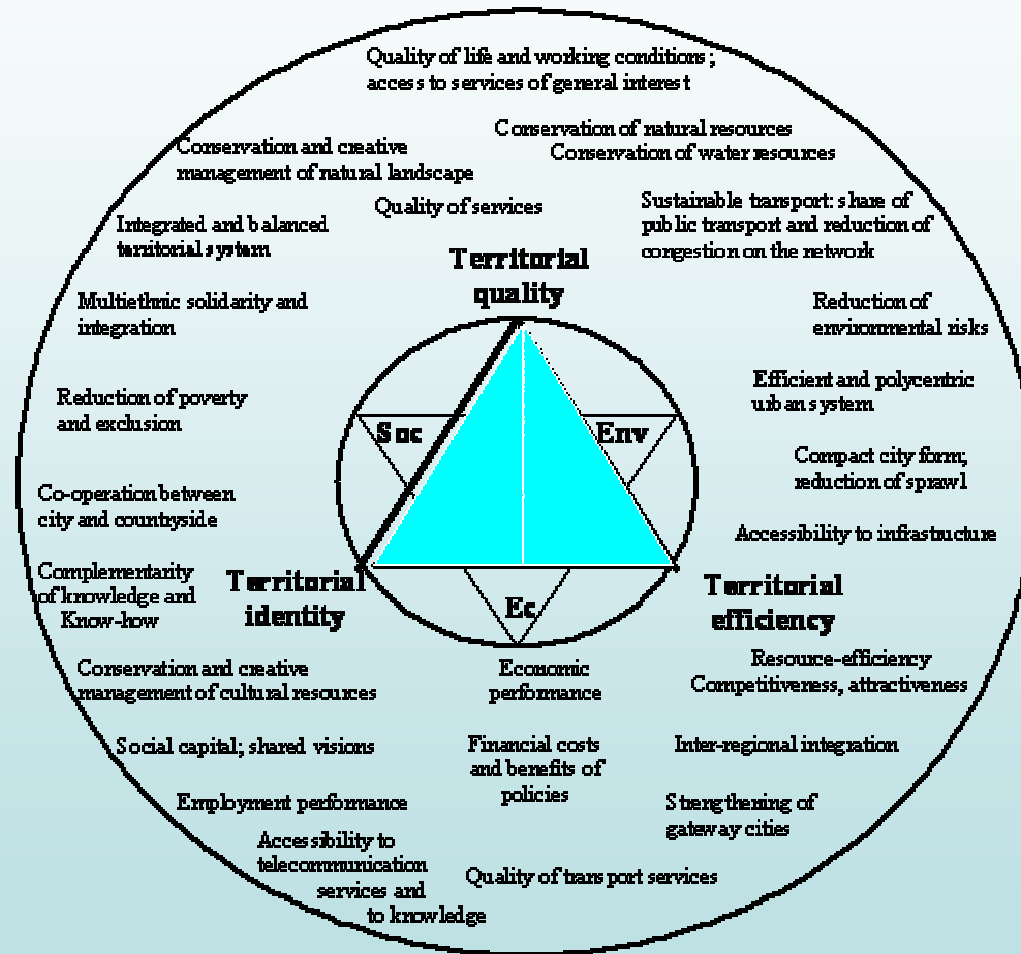 Quality of life and working conditions;
access to services of general interest
Conservation of natural resources
Conservation of water resources
Conservation and creative
management of natural landscape
Quality of services
Sustainable transport: share of
public transport and reduction of
congestion on the network
Integrated and balanced
territorial system
Territorial
quality
Multiethnic solidarity and
integration
Reduction of
environmental risks
Reduction of poverty
and exclusion
Efficient and polycentric
urban system
Soc
Env
Compact city form;
reduction of sprawl
Co-operation between
city and countryside
Accessibility to infrastructure
Complementarity
of knowledge and
Know-how
Territorial
identity
Ec
Territorial
efficiency
Conservation and creative
management of cultural resources
Economic
performance
Resource-efficiency
Competitiveness, attractiveness
Social capital; shared visions
Financial costs
and benefits of
policies
Inter-regional integration
Employment performance
Strengthening of
gateway cities
Accessibility to
telecommunication
services and
to knowledge
Quality of transport services